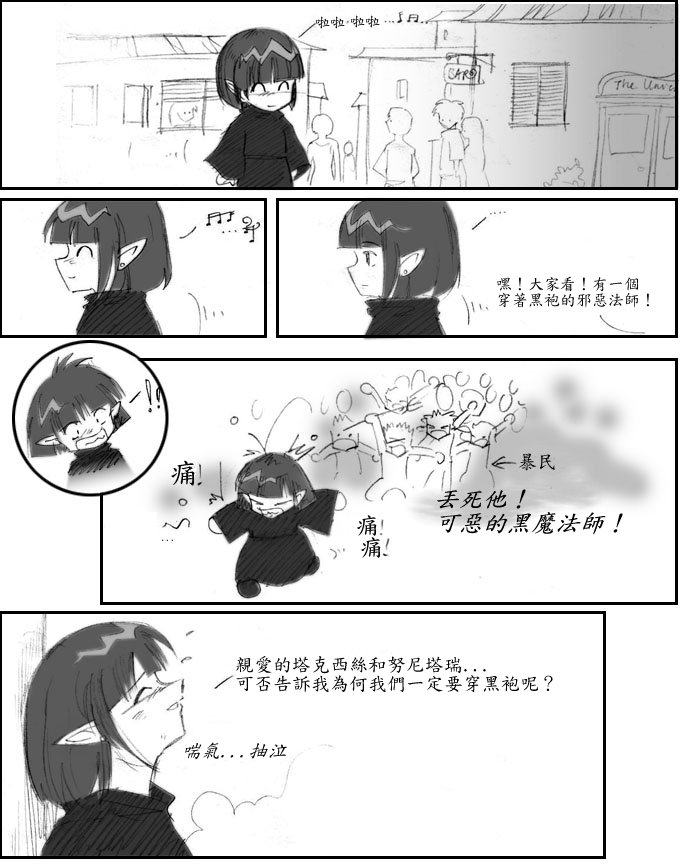 啦啦 啦啦...♫♫..
SARO
The Univ
嘿！大家看！有一個
穿著黑袍的邪惡法師！
!!
痛!
痛!
痛!
←暴民
丟死他！
可惡的黑魔法師！
親愛的塔克西絲和努尼塔瑞...
可否告訴我為何我們一定要穿黑袍呢？
喘氣...抽泣